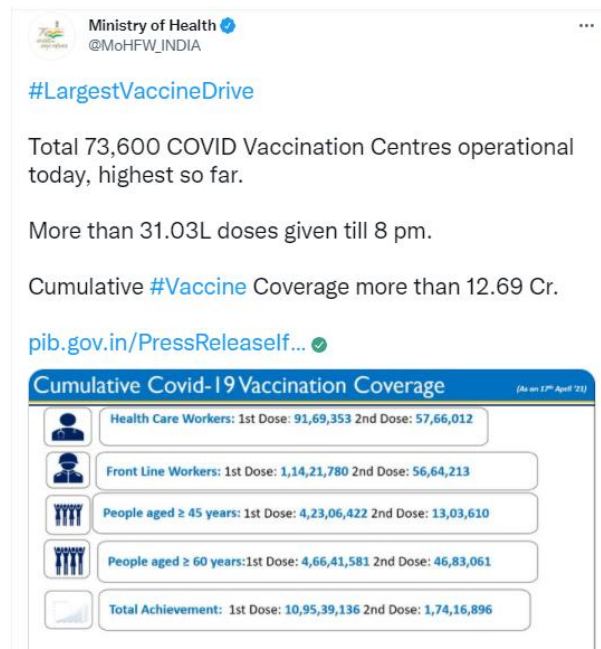 Ministry of Health
@MoHFW_INDIA
#LargestVaccineDrive
Total 73,600 COVID Vaccination Centres operational
today, highest so far.
More than 31.03L doses given till 8 pm.
Cumulative #Vaccine Coverage more than 12.69 Cr.
pib.gov.in/PressReleaseIf...
Cumulative Covid-19 Vaccination Coverage (As on 17th April '21)
Health Care Workers: 1st Dose: 91,69,353 2nd Dose: 57,66,012
Front Line Workers: 1st Dose: 1,14,21,780 2nd Dose: 56,64,213
People aged ≥ 45 years: 1st Dose: 4,23,06,422 2nd Dose: 13,03,610
People aged ≥ 60 years:1st Dose: 4,66,41,581 2nd Dose: 46,83,061
Total Achievement: 1st Dose: 10,95,39,136 2nd Dose: 1,74,16,896